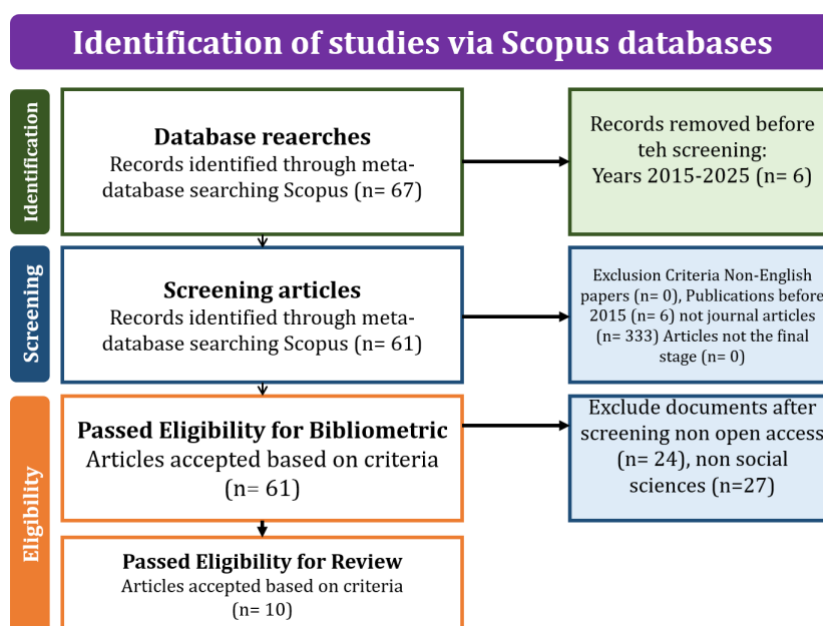 Identification of studies via Scopus databases
Identification
Database reaerches
Records identified through meta-
database searching Scopus (n= 67)
Records removed before
teh screening:
Years 2015-2025 (n= 6)
Screening
Screening articles
Records identified through meta-
database searching Scopus (n= 61)
Exclusion Criteria Non-English
papers (n= 0), Publications before
2015 (n= 6) not journal articles
(n= 333) Articles not the final
stage (n= 0)
Eligibility
Passed Eligibility for Bibliometric
Articles accepted based on criteria
(n= 61)
Exclude documents after
screening non open access
(n= 24), non social
sciences (n=27)
Passed Eligibility for Review
Articles accepted based on criteria
(n= 10)